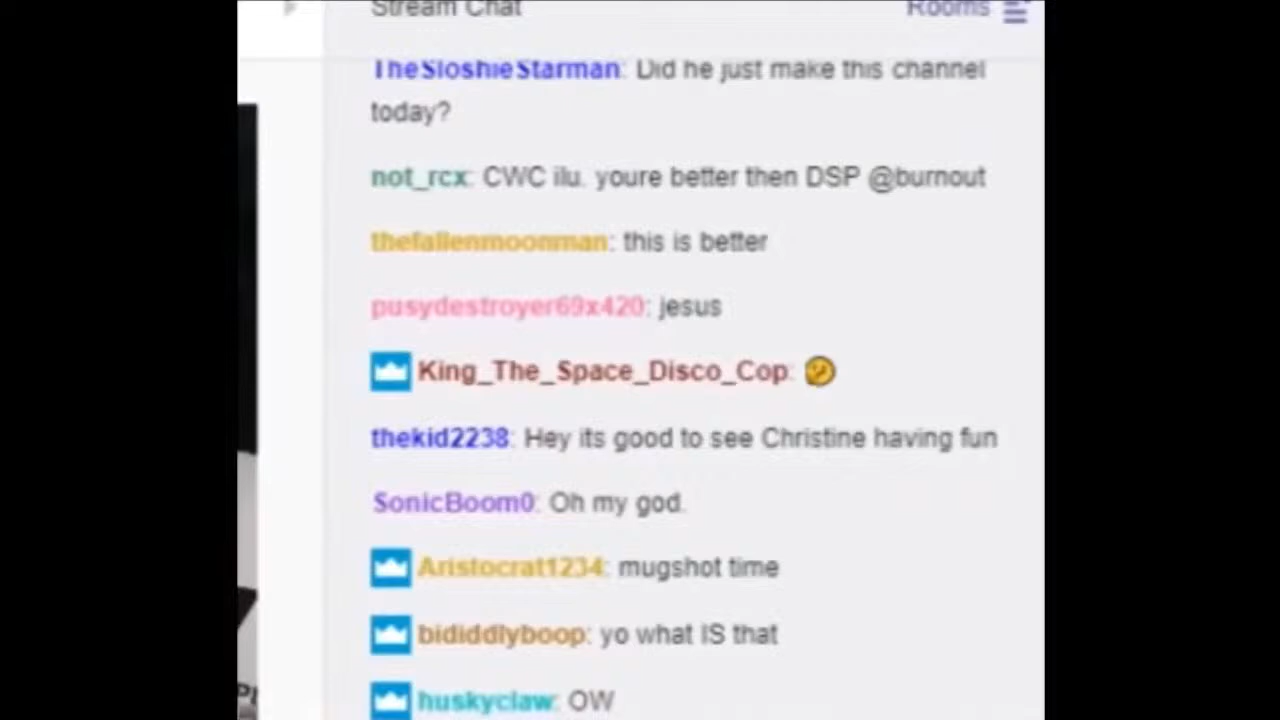 Stream Chat
Rooms
TheSloshieStarman: Did he just make this channel
today?
not_rcx: CWC ilu. youre better then DSP @burnout
thefallenmoonman: this is better
pusydestroyer69x420: jesus
King_The_Space_Disco_Cop:
thekid2238: Hey its good to see Christine having fun
SonicBoom0: Oh my god.
Aristocrat1234: mugshot time
bididdlyboop: yo what IS that
huskyclaw: OW